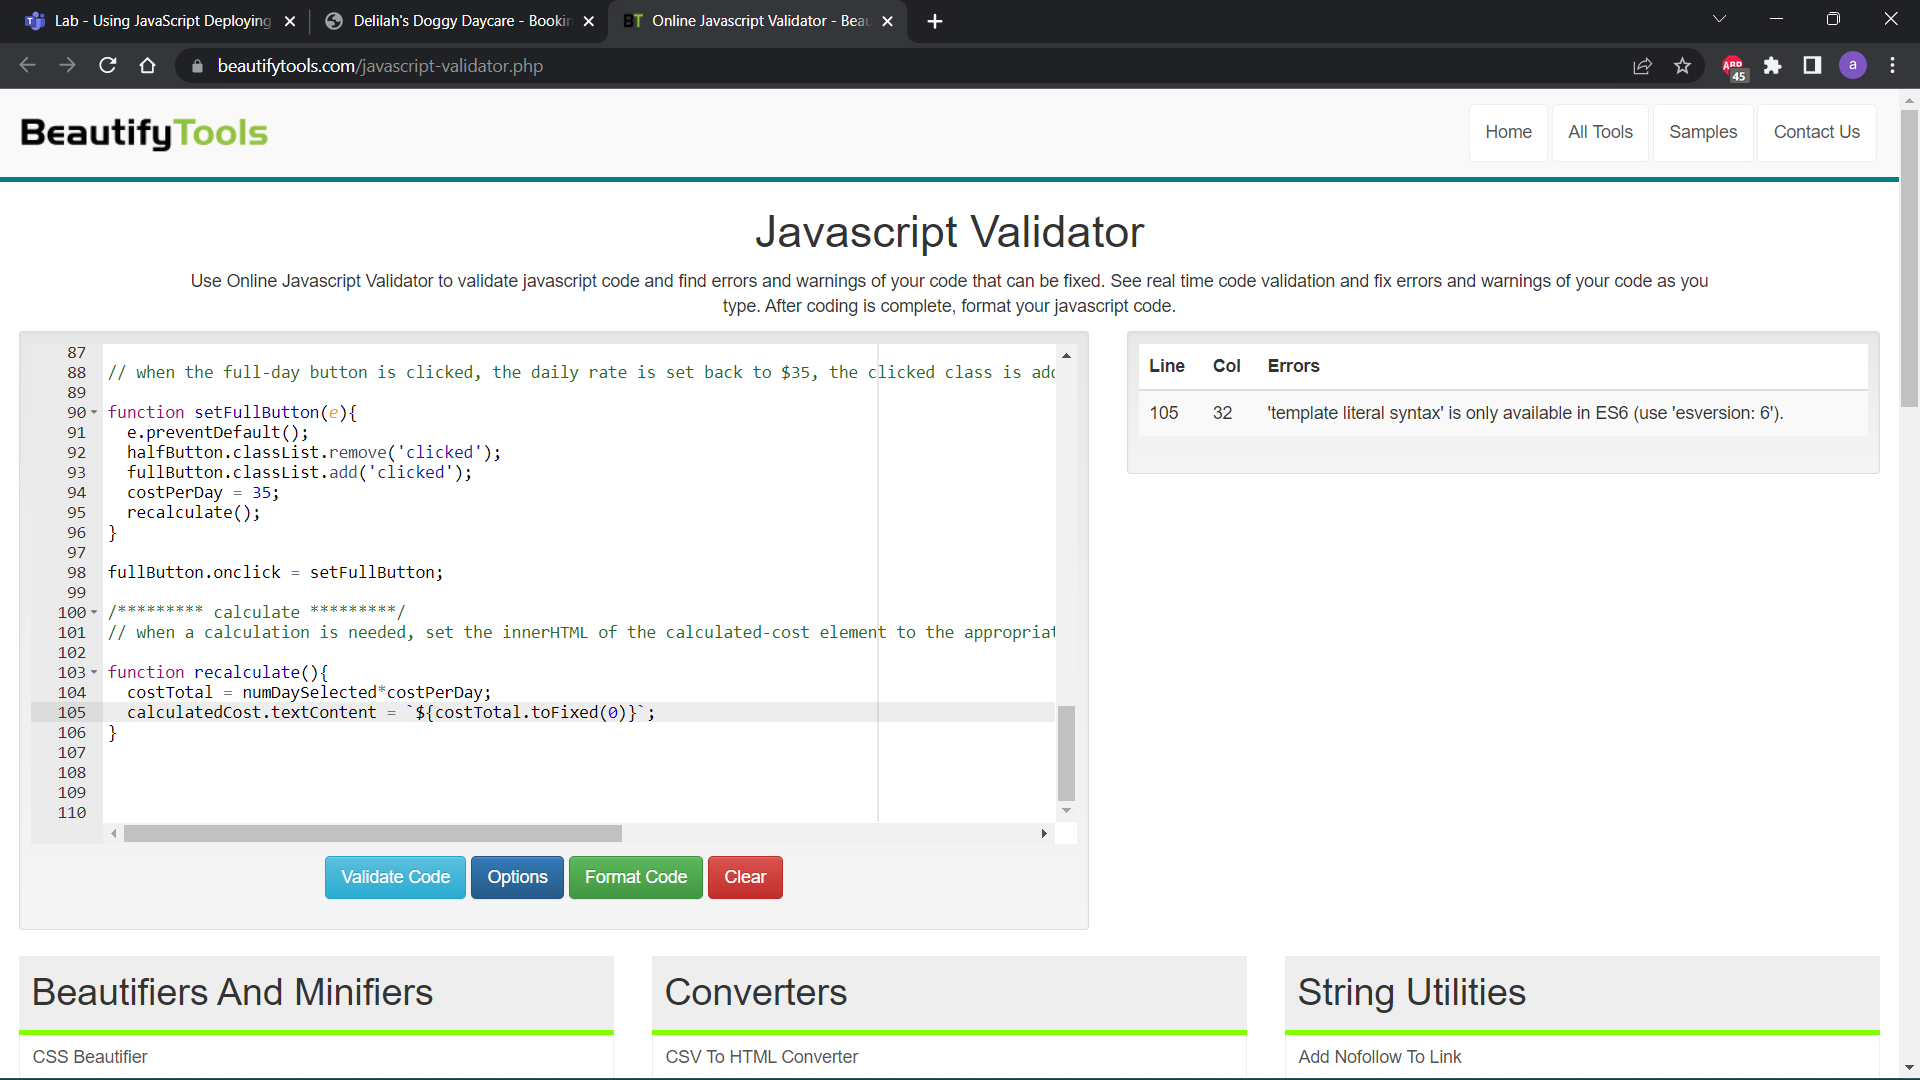 Lab - Using JavaScript Deploying
Delilah's Doggy Daycare - Bookin
BT Online Javascript Validator - Beau
beautifytools.com/javascript-validator.php
ABP
45
a
BeautifyTools
Home
All Tools
Samples
Contact Us
Javascript Validator
Use Online Javascript Validator to validate javascript code and find errors and warnings of your code that can be fixed. See real time code validation and fix errors and warnings of your code as you
type. After coding is complete, format your javascript code.
87
88 // when the full-day button is clicked, the daily rate is set back to $35, the clicked class is add
89
90 function setFullButton(e){
91 e.preventDefault();
92 halfButton.classList.remove('clicked');
93 fullButton.classList.add('clicked');
94 costPerDay = 35;
95 recalculate();
96 }
97
98 fullButton.onclick = setFullButton;
99
100 /********* calculate *********/
101 // when a calculation is needed, set the innerHTML of the calculated-cost element to the appropriat
102
103 function recalculate(){
104 costTotal = numDaySelected*costPerDay;
105 calculatedCost.textContent = `${costTotal.toFixed(0)}`;
106 }
107
108
109
110
Validate Code
Options
Format Code
Clear
Line Col Errors
105 32 'template literal syntax' is only available in ES6 (use 'esversion: 6').
Beautifiers And Minifiers
CSS Beautifier
Converters
CSV To HTML Converter
String Utilities
Add Nofollow To Link